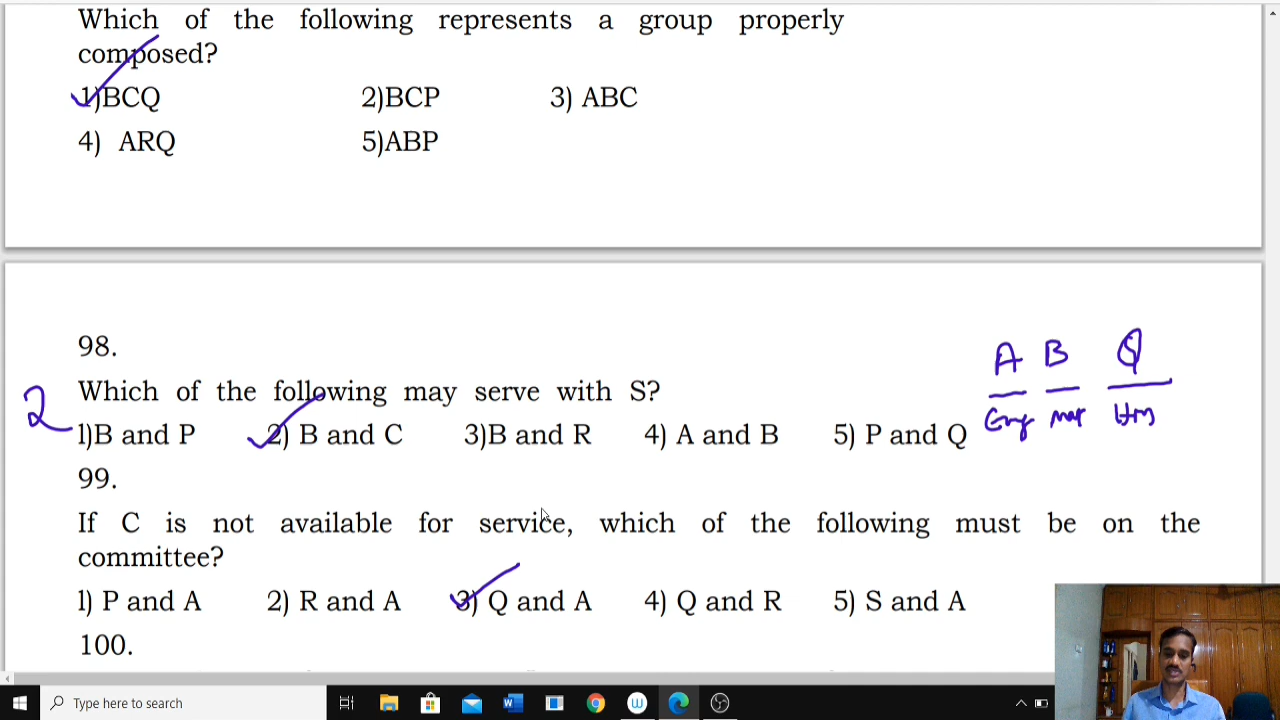 Which of the following represents a group properly
composed?
1)BCQ 2)BCP 3) ABC
4) ARQ 5)ABP
98.
A B Q
Which of the following may serve with S?
2
1)B and P 2) B and C 3)B and R 4) A and B 5) P and Q
99.
If C is not available for service, which of the following must be on the
committee?
1) P and A 2) R and A 3) Q and A 4) Q and R 5) S and A
100.
Type here to search